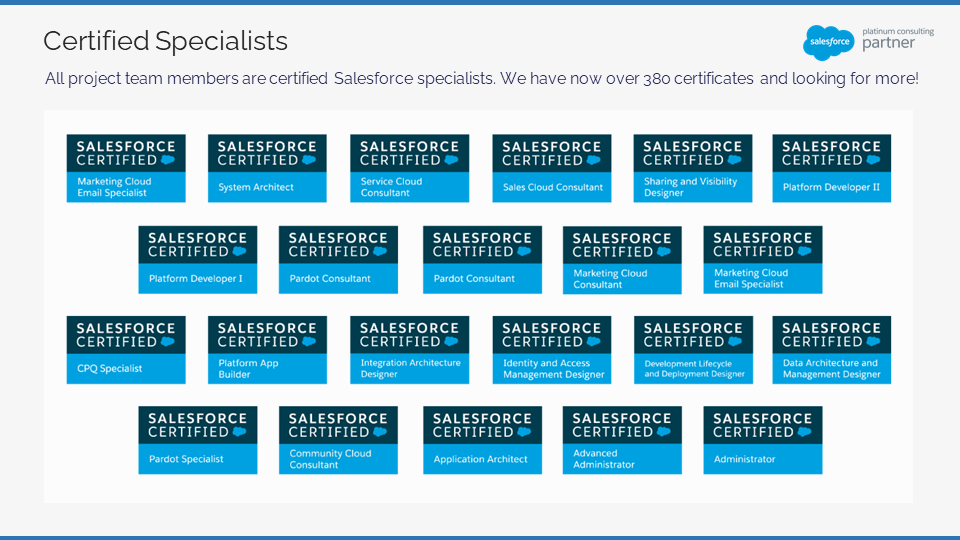 Certified Specialists
salesforce
platinum consulting
partner
All project team members are certified Salesforce specialists. We have now over 380 certificates and looking for more!
SALESFORCE
CERTIFIED
Marketing Cloud
Email Specialist
SALESFORCE
CERTIFIED
System Architect
SALESFORCE
CERTIFIED
Service Cloud
Consultant
SALESFORCE
CERTIFIED
Sales Cloud Consultant
SALESFORCE
CERTIFIED
Sharing and Visibility
Designer
SALESFORCE
CERTIFIED
Platform Developer II
SALESFORCE
CERTIFIED
Platform Developer I
SALESFORCE
CERTIFIED
Pardot Consultant
SALESFORCE
CERTIFIED
Pardot Consultant
SALESFORCE
CERTIFIED
Marketing Cloud
Consultant
SALESFORCE
CERTIFIED
Marketing Cloud
Email Specialist
SALESFORCE
CERTIFIED
CPQ Specialist
SALESFORCE
CERTIFIED
Platform App
Builder
SALESFORCE
CERTIFIED
Integration Architecture
Designer
SALESFORCE
CERTIFIED
Identity and Access
Management Designer
SALESFORCE
CERTIFIED
Development Lifecycle
and Deployment Designer
SALESFORCE
CERTIFIED
Data Architecture and
Management Designer
SALESFORCE
CERTIFIED
Pardot Specialist
SALESFORCE
CERTIFIED
Community Cloud
Consultant
SALESFORCE
CERTIFIED
Application Architect
SALESFORCE
CERTIFIED
Advanced
Administrator
SALESFORCE
CERTIFIED
Administrator